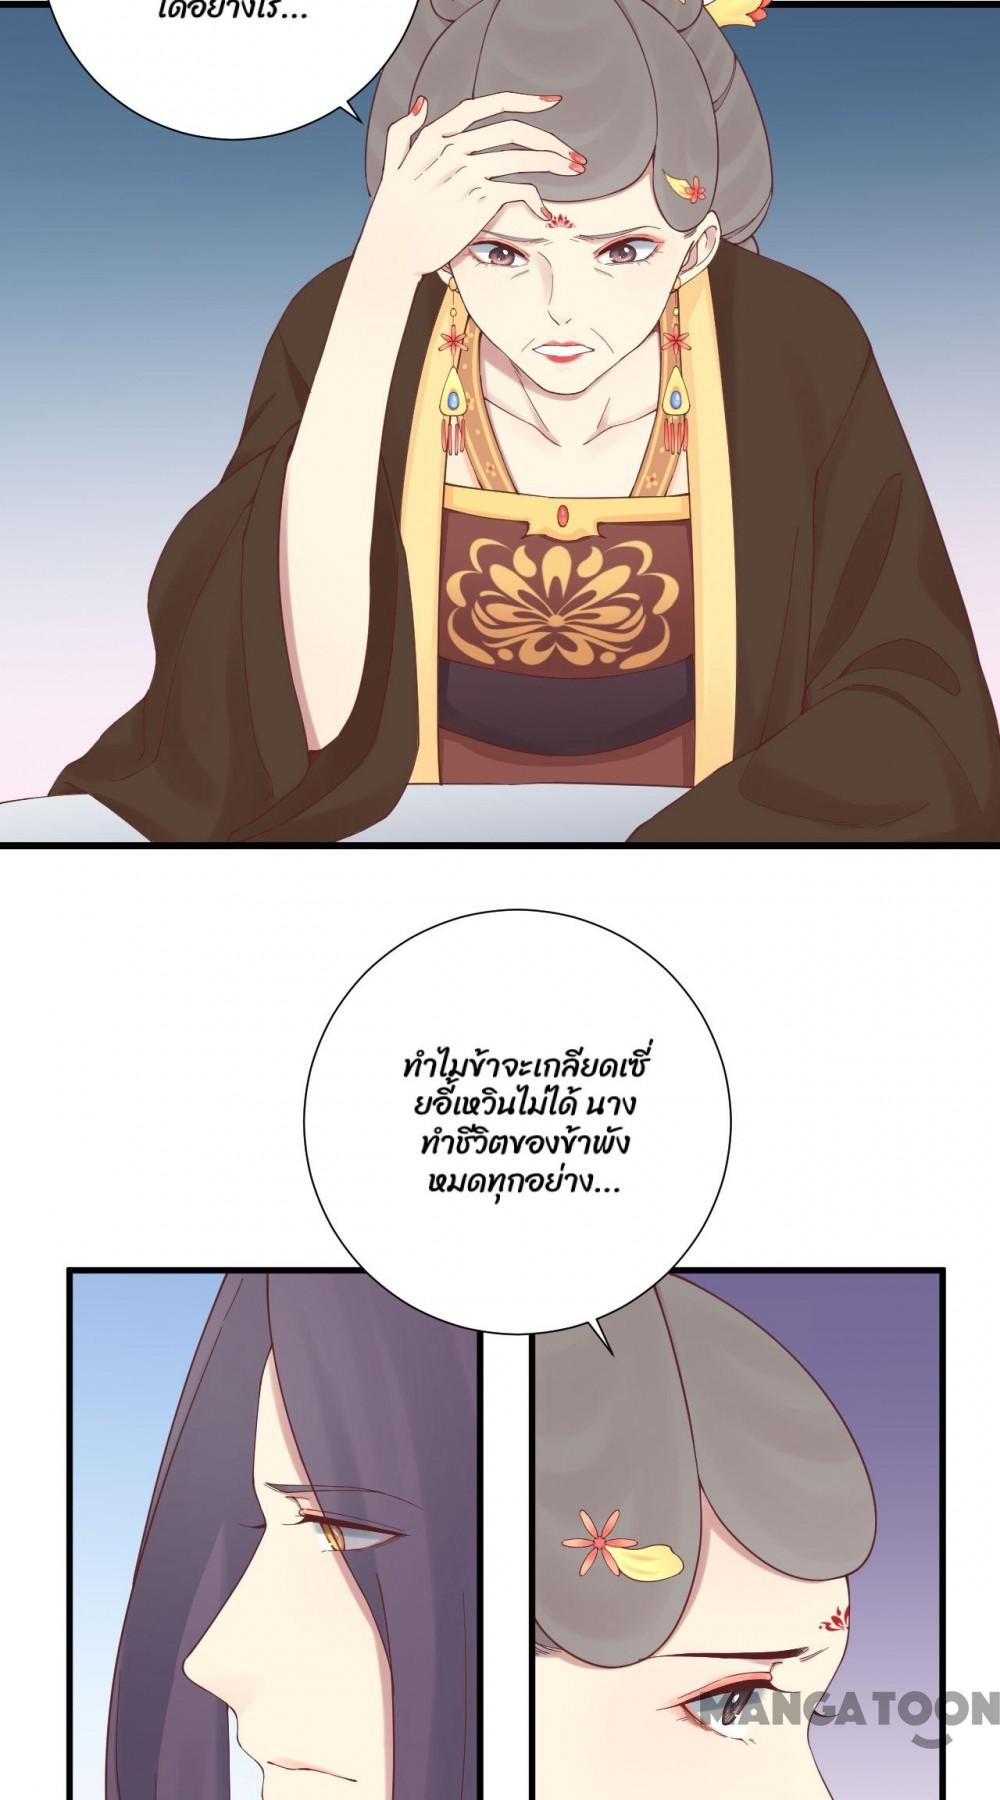 ได้อย่างไร...
ทำไมข้าจะเกลียดเซี่
ยอี้เหวินไม่ได้ นาง
ทำชีวิตของข้าพัง
หมดทุกอย่าง...
MANGATOON